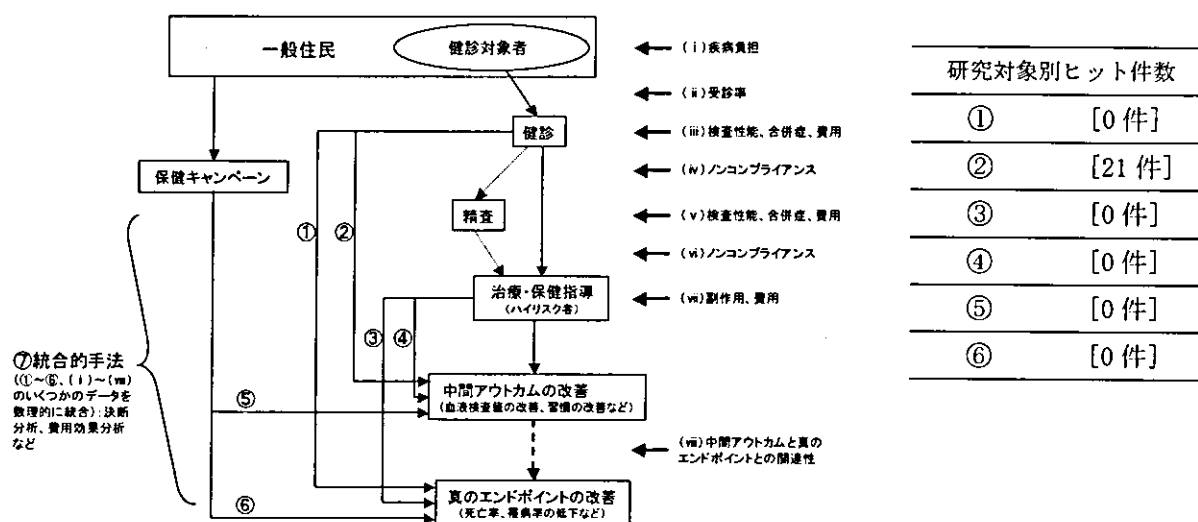 一般住民
健診対象者
(ⅰ)疾病負担
(ⅱ)受診率
健診
(ⅲ)検査性能、合併症、費用
保健キャンペーン
(ⅳ)ノンコンプライアンス
精査
(ⅴ)検査性能、合併症、費用
①
②
(ⅵ)ノンコンプライアンス
治療・保健指導
(ハイリスク者)
(ⅶ)副作用、費用
③
④
⑦統合的手法
(①~⑥、(ⅰ)~(ⅷ)
のいくつかのデータを
数理的に統合):決断
分析、費用効果分析
など
中間アウトカムの改善
(血液検査値の改善、習慣の改善など)
⑤
(ⅷ)中間アウトカムと真の
エンドポイントとの関連性
真のエンドポイントの改善
(死亡率、罹病率の低下など)
⑥
研究対象別ヒット件数
① [0 件]
② [21 件]
③ [0 件]
④ [0 件]
⑤ [0 件]
⑥ [0 件]